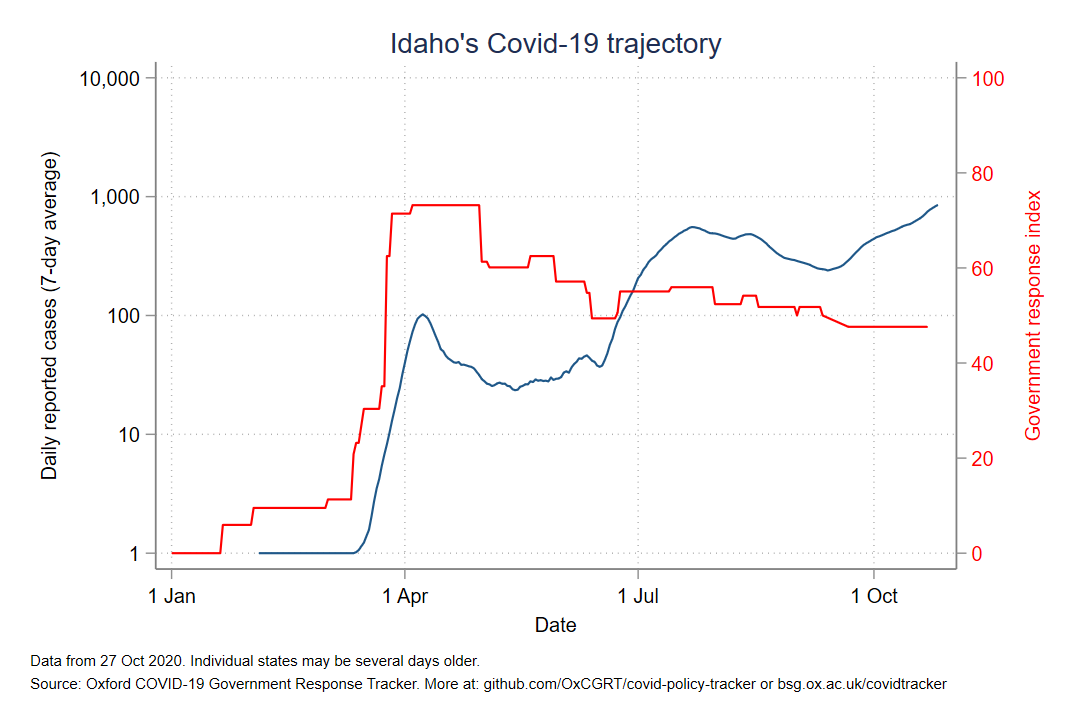 Idaho's Covid-19 trajectory
10,000
1,000
100
10
1
Daily reported cases (7-day average)
100
80
60
40
20
0
Government response index
1 Jan
1 Apr
1 Jul
1 Oct
Date
Data from 27 Oct 2020. Individual states may be several days older.
Source: Oxford COVID-19 Government Response Tracker. More at: github.com/OxCGRT/covid-policy-tracker or bsg.ox.ac.uk/covidtracker